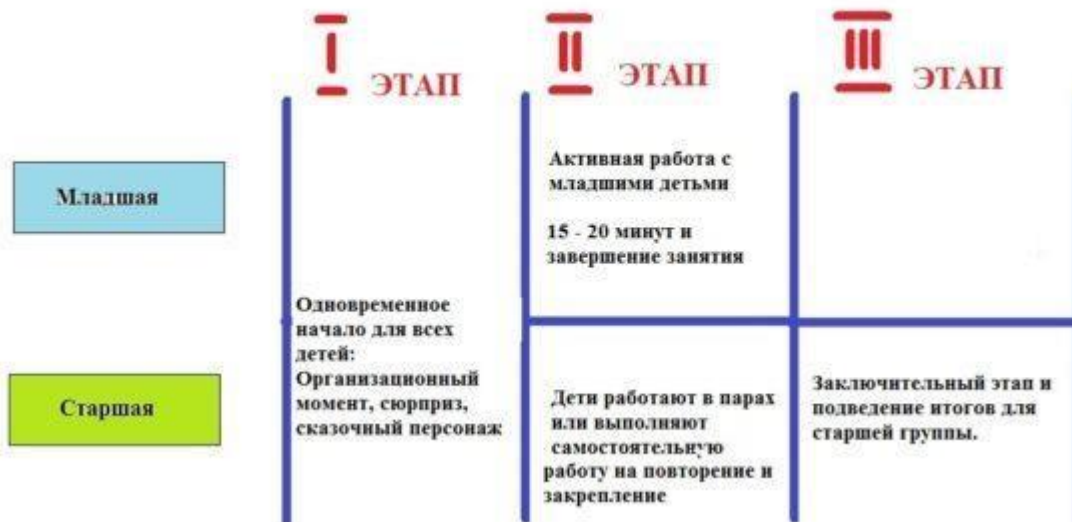 I ЭТАП
II ЭТАП
III ЭТАП
Младшая
Активная работа с
младшими детьми
15 - 20 минут и
завершение занятия
Одновременное
начало для всех
детей:
Организационный
момент, сюрприз,
сказочный персонаж
Старшая
Дети работают в парах
или выполняют
самостоятельную
работу на повторение и
закрепление
Заключительный этап и
подведение итогов для
старшей группы.